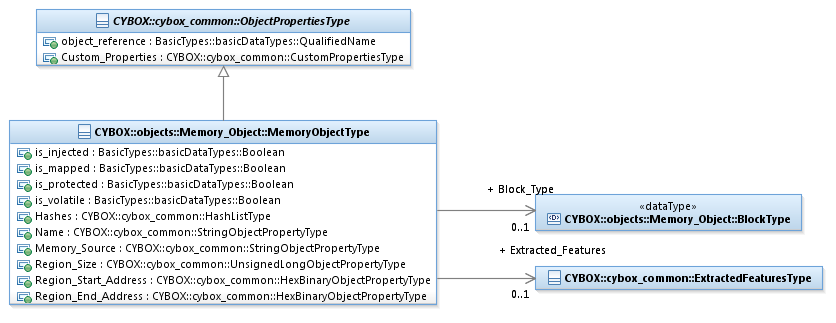 CYBOX::cybox_common::ObjectPropertiesType
object_reference : BasicTypes::basicDataTypes::QualifiedName
Custom_Properties : CYBOX::cybox_common::CustomPropertiesType
CYBOX::objects::Memory_Object::MemoryObjectType
is_injected : BasicTypes::basicDataTypes::Boolean
is_mapped : BasicTypes::basicDataTypes::Boolean
is_protected : BasicTypes::basicDataTypes::Boolean
is_volatile : BasicTypes::basicDataTypes::Boolean
Hashes : CYBOX::cybox_common::HashListType
Name : CYBOX::cybox_common::StringObjectPropertyType
Memory_Source : CYBOX::cybox_common::StringObjectPropertyType
Region_Size : CYBOX::cybox_common::UnsignedLongObjectPropertyType
Region_Start_Address : CYBOX::cybox_common::HexBinaryObjectPropertyType
Region_End_Address : CYBOX::cybox_common::HexBinaryObjectPropertyType
+ Block_Type
0..1
«dataType»
«D» CYBOX::objects::Memory_Object::BlockType
+ Extracted_Features
0..1
CYBOX::cybox_common::ExtractedFeaturesType